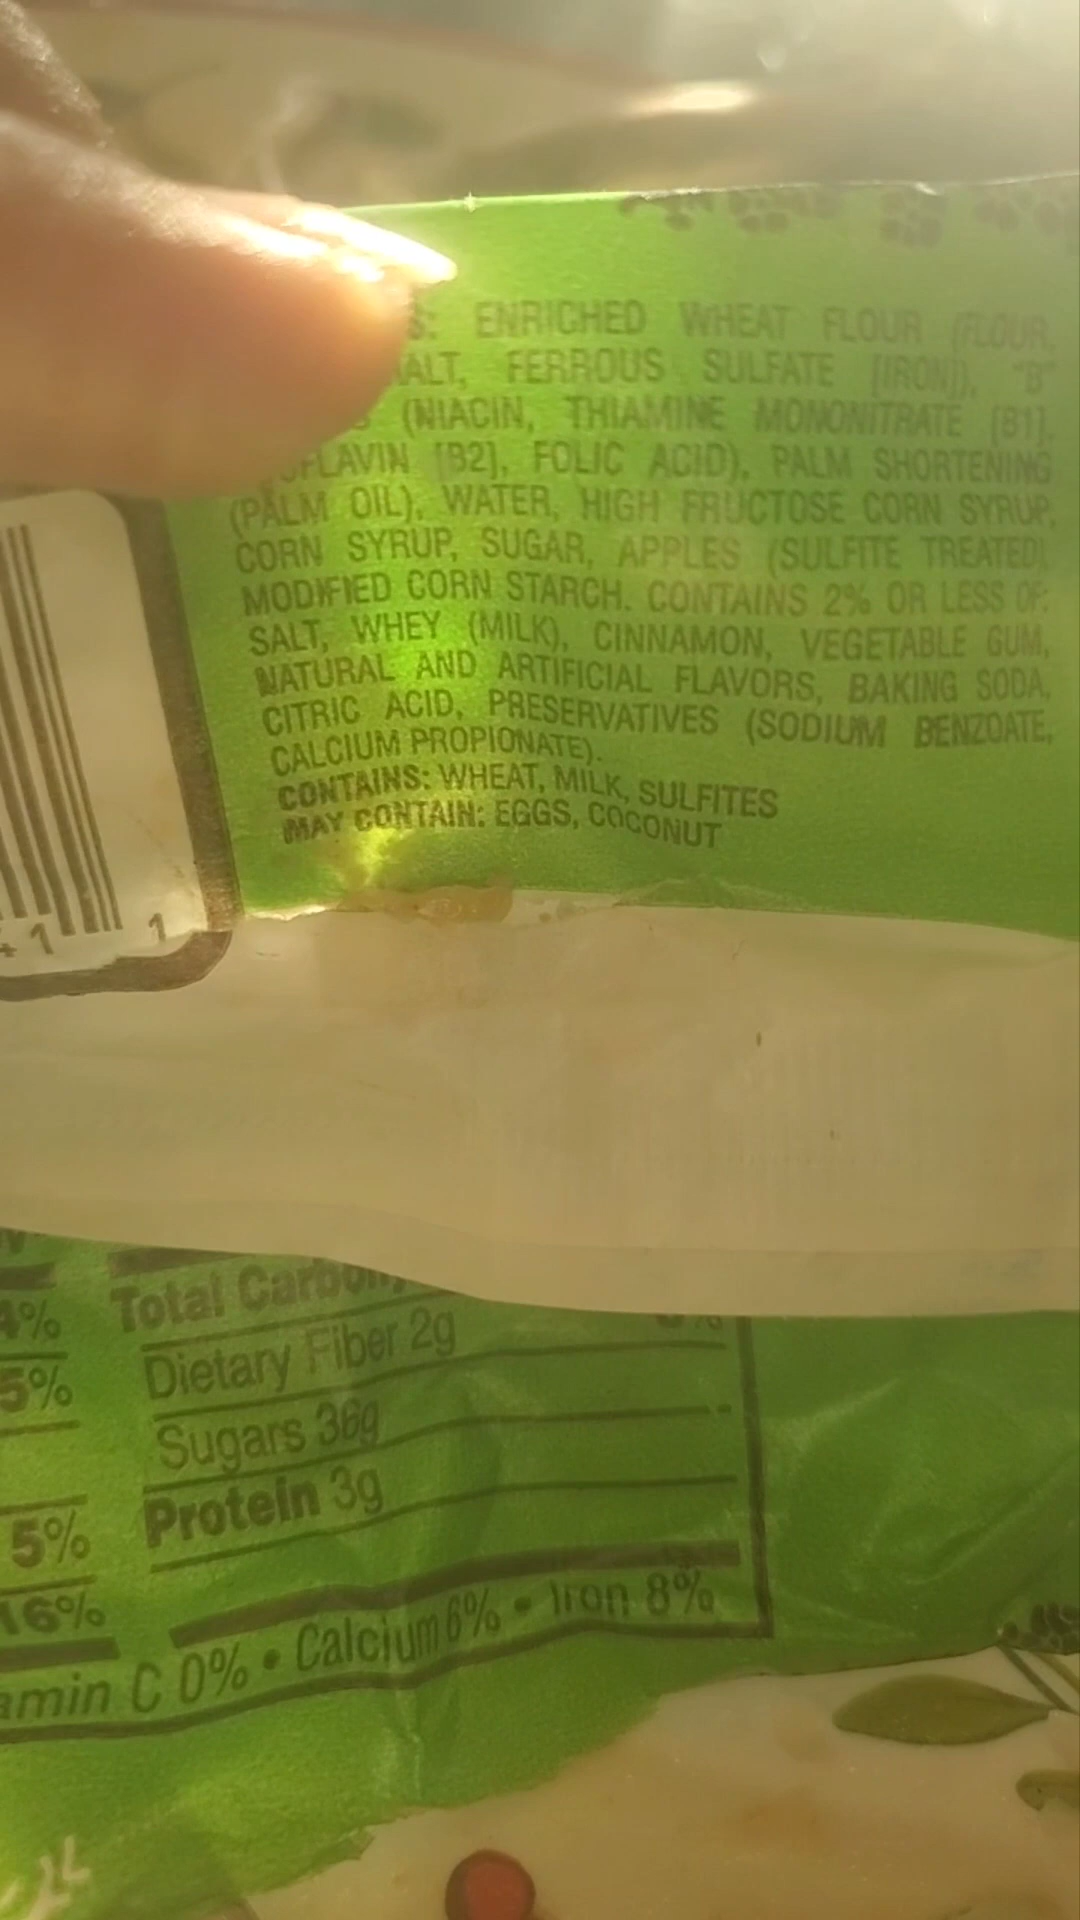 S: ENRICHED WHEAT FLOUR (FLOUR,
ALT, FERROUS SULFATE [IRON]), "B"
(NIACIN, THIAMINE MONONITRATE [B1],
FLAVIN [B2], FOLIC ACID), PALM SHORTENING
(PALM OIL), WATER, HIGH FRUCTOSE CORN SYRUP,
CORN SYRUP, SUGAR, APPLES (SULFITE TREATED)
MODIFIED CORN STARCH. CONTAINS 2% OR LESS OF:
SALT, WHEY (MILK), CINNAMON, VEGETABLE GUM,
NATURAL AND ARTIFICIAL FLAVORS, BAKING SODA,
CITRIC ACID, PRESERVATIVES (SODIUM BENZOATE,
CALCIUM PROPIONATE).
CONTAINS: WHEAT, MILK, SULFITES
MAY CONTAIN: EGGS, COCONUT
1 1
4% Total Carbo
5% Dietary Fiber 2g
Sugars 36g
5% Protein 3g
16%
amin C 0% • Calcium 6% • Iron 8%